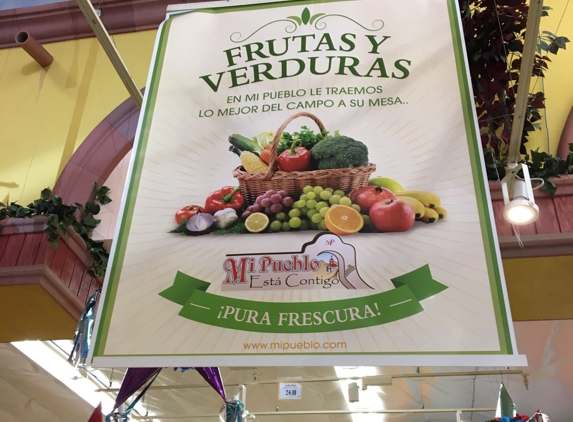 FRUTAS Y
VERDURAS
EN MI PUEBLO LE TRAEMOS
LO MEJOR DEL CAMPO A SU MESA..
MP
Mi Pueblo
Está Contigo
¡PURA FRESCURA!
www.mipueblo.com